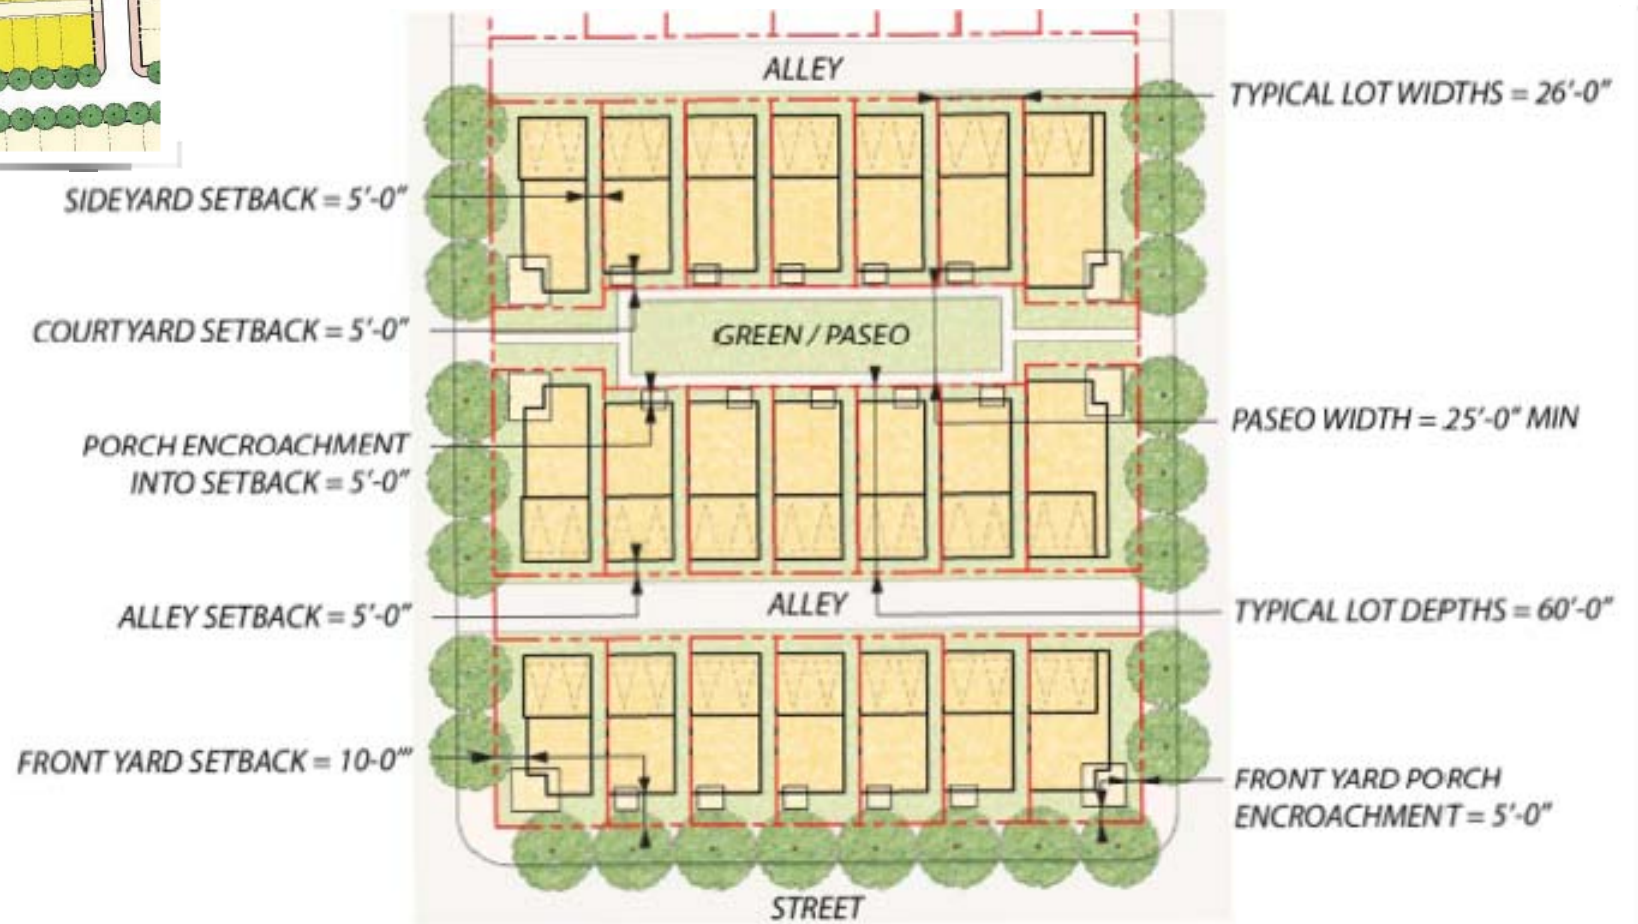 ALLEY
TYPICAL LOT WIDTHS = 26'-0"
SIDEYARD SETBACK = 5'-0"
COURTYARD SETBACK = 5'-0"
GREEN / PASEO
PORCH ENCROACHMENT
INTO SETBACK = 5'-0"
PASEO WIDTH = 25'-0" MIN
ALLEY SETBACK = 5'-0"
ALLEY
TYPICAL LOT DEPTHS = 60'-0"
FRONT YARD SETBACK = 10-0'"
FRONT YARD PORCH
ENCROACHMENT = 5'-0"
STREET